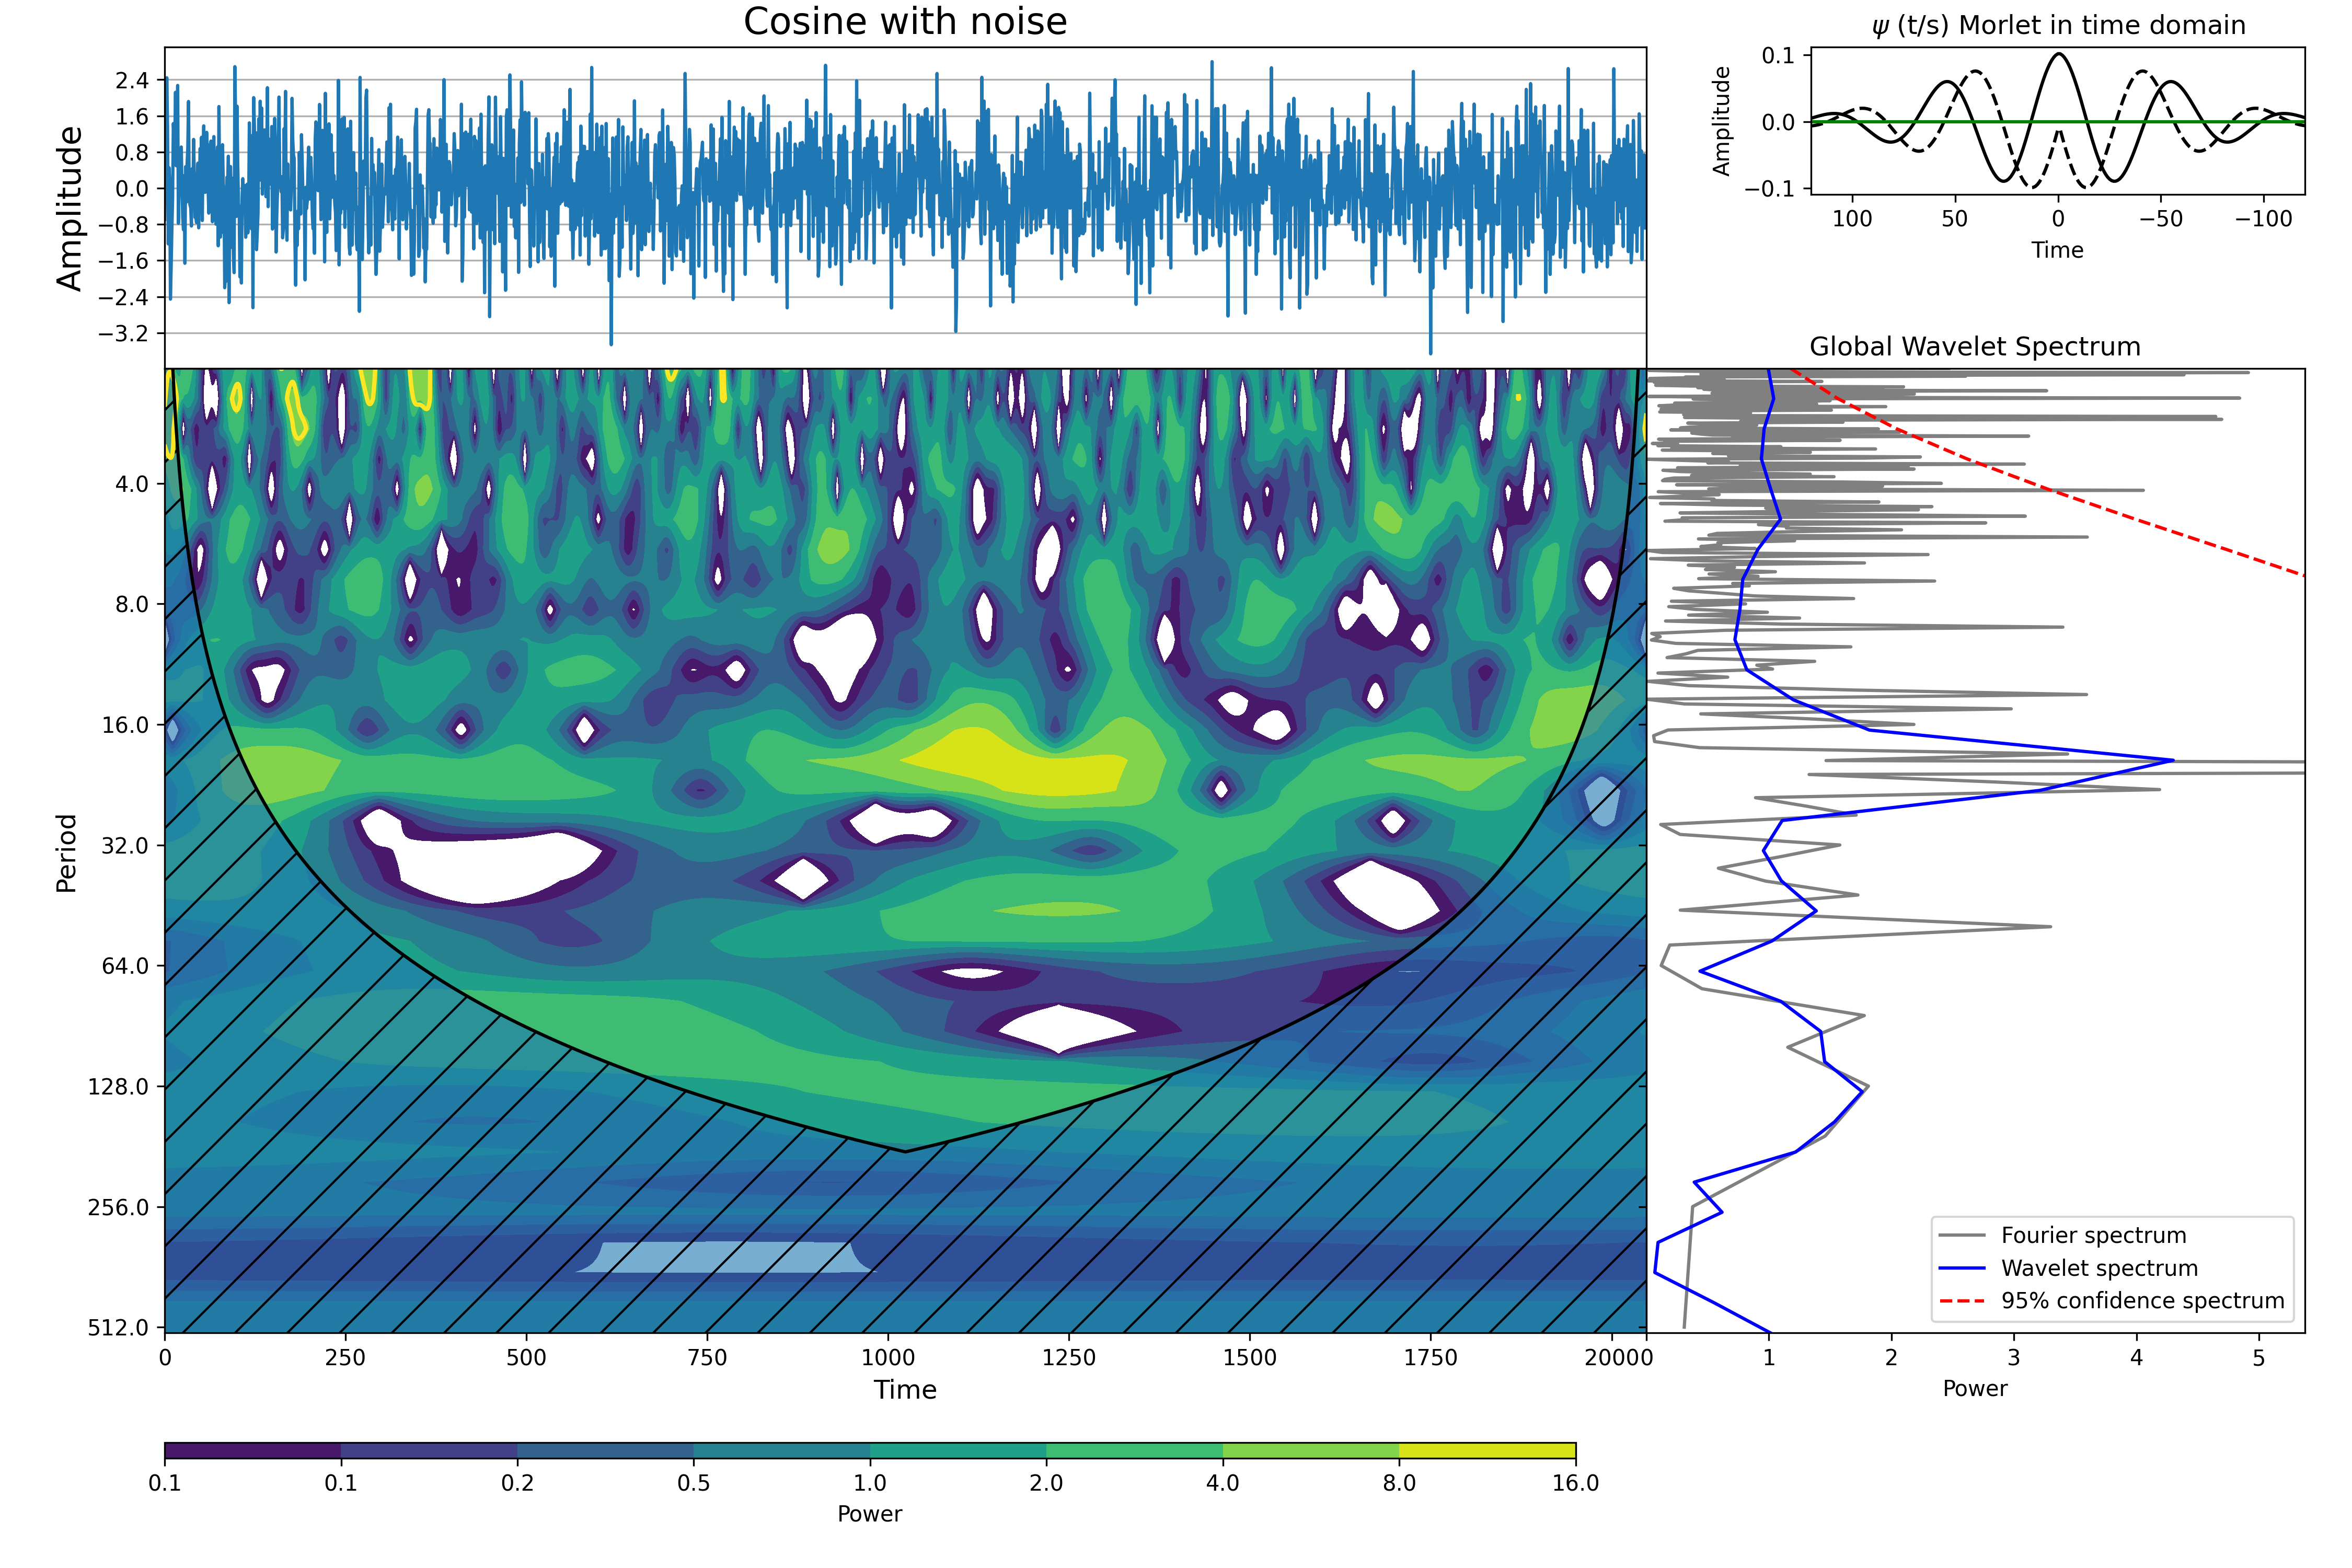 Cosine with noise
Amplitude
2.4
1.6
0.8
0.0
−0.8
−1.6
−2.4
−3.2
ψ (t/s) Morlet in time domain
Amplitude
0.1
0.0
−0.1
100 50 0 −50 −100
Time
Global Wavelet Spectrum
Period
4.0
8.0
16.0
32.0
64.0
128.0
256.0
512.0
0 250 500 750 1000 1250 1500 1750 2000
Time
Fourier spectrum
Wavelet spectrum
95% confidence spectrum
0 1 2 3 4 5
Power
0.1 0.1 0.2 0.5 1.0 2.0 4.0 8.0 16.0
Power